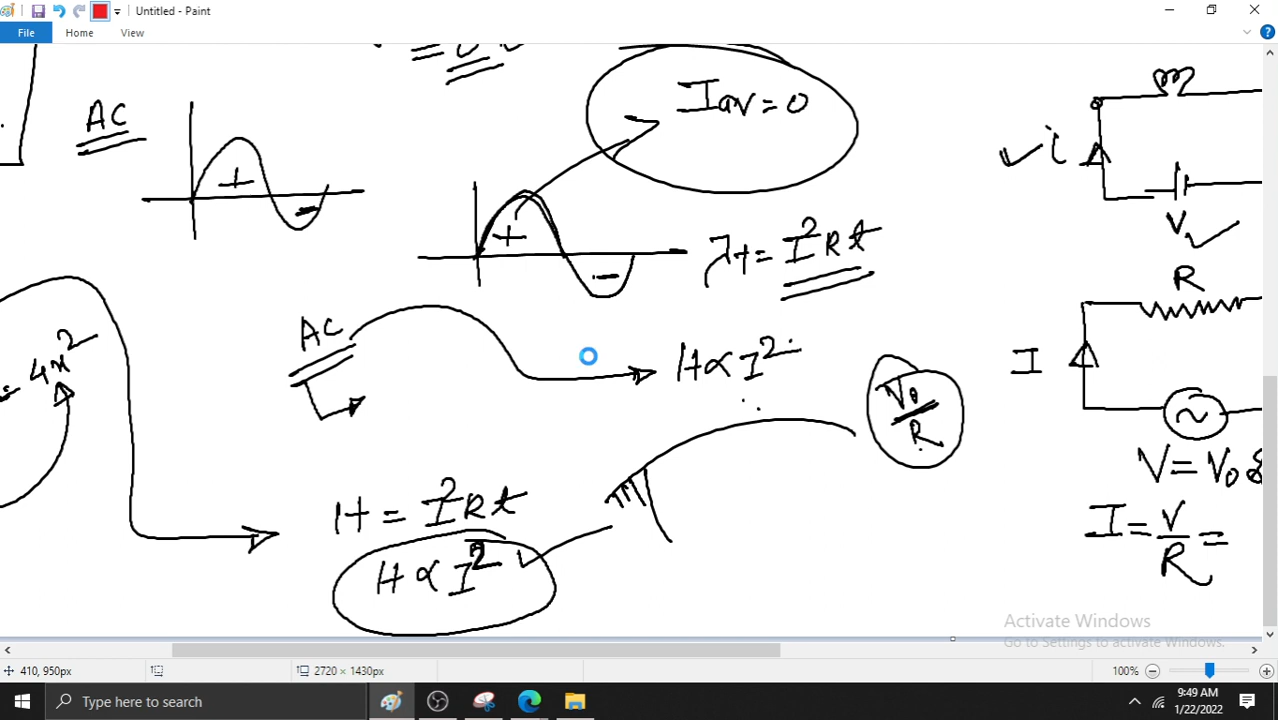 Untitled - Paint
File Home View
AC
+
-
Iav = 0
+
-
H = I²Rt
i
V
R
= 4x²
AC
H ∝ I²
V₀/R
I
V = V₀
H = I²Rt
H ∝ I²
I = V/R =
Activate Windows
Go to Settings to activate Windows.
410, 950px
2720 × 1430px
100%
Type here to search
9:49 AM
1/22/2022